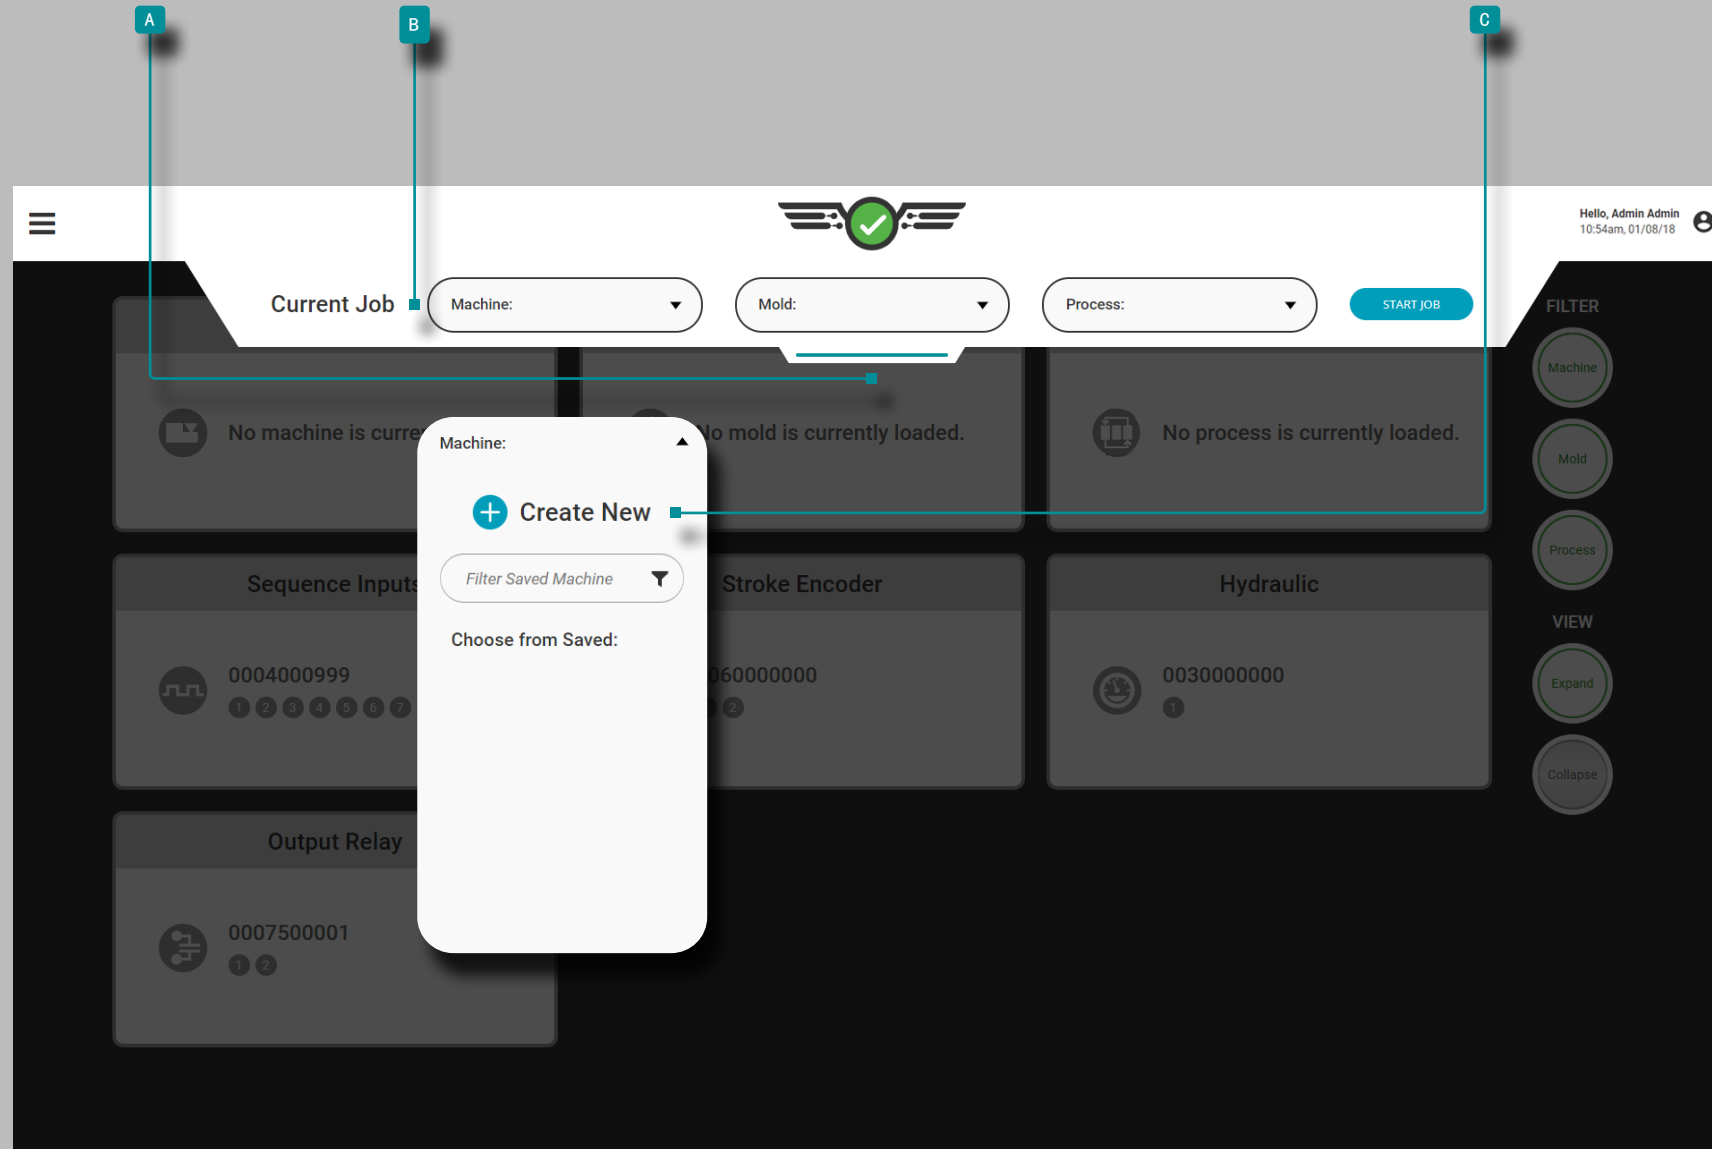 A
B
C
Hello, Admin Admin
10:54am, 01/08/18
Current Job
Machine:
Mold:
Process:
START JOB
FILTER
Machine
Mold
Process
VIEW
Expand
Collapse
No machine is curre
No mold is currently loaded.
No process is currently loaded.
Machine:
Create New
Filter Saved Machine
Choose from Saved:
Sequence Inputs
0004000999
1 2 3 4 5 6 7
Stroke Encoder
060000000
2
Hydraulic
0030000000
1
Output Relay
0007500001
1 2